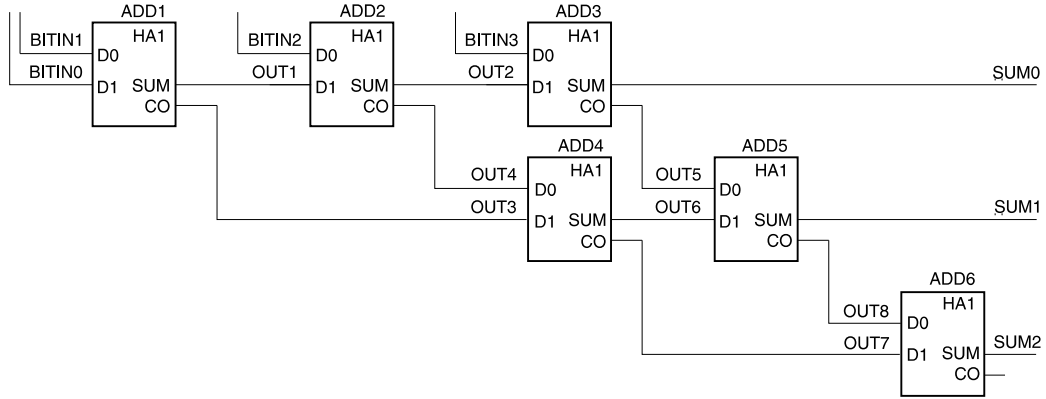 ADD1 ADD2 ADD3
BITIN1 HA1 BITIN2 HA1 BITIN3 HA1
D0 D0 D0
BITIN0 OUT1 OUT2 SUM0
D1 SUM D1 SUM D1 SUM
CO CO CO
ADD4 ADD5
OUT4 HA1 OUT5 HA1
D0 D0
OUT3 OUT6 SUM1
D1 SUM D1 SUM
CO CO
ADD6
HA1
OUT8
D0
OUT7 SUM2
D1 SUM
CO